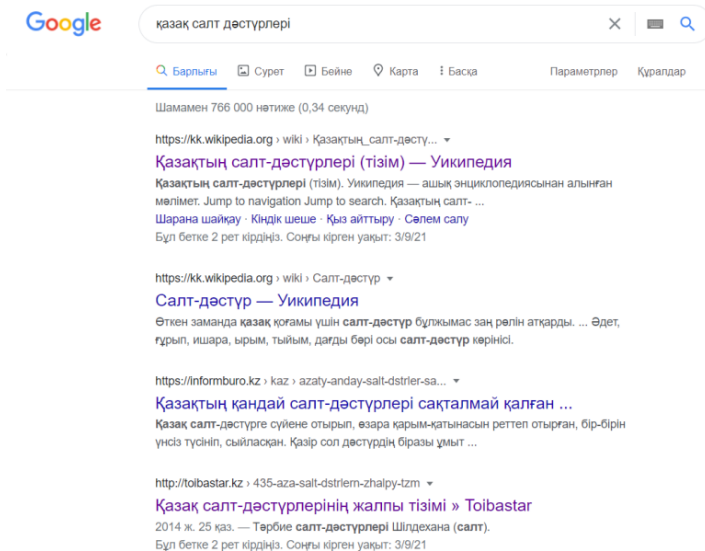 Google
қазақ салт дәстүрлері
Барлығы Сурет Бейне Карта Басқа Параметрлер Құралдар
Шамамен 766 000 нәтиже (0,34 секунд)
https://kk.wikipedia.org › wiki › Қазақтың_салт-дәстү...
Қазақтың салт-дәстүрлері (тізім) — Уикипедия
Қазақтың салт-дәстүрлері (тізім). Уикипедия — ашық энциклопедиясынан алынған
мәлімет. Jump to navigation Jump to search. Қазақтың салт- ...
Шарана шайқау · Кіндік шеше · Қыз айттыру · Сәлем салу
Бұл бетке 2 рет кірдіңіз. Соңғы кірген уақыт: 3/9/21
https://kk.wikipedia.org › wiki › Салт-дәстүр
Салт-дәстүр — Уикипедия
Өткен заманда қазақ қоғамы үшін салт-дәстүр бұлжымас заң рөлін атқарды. ... Әдет,
ғұрып, ишара, ырым, тыйым, дағды бәрі осы салт-дәстүр көрінісі.
https://informburo.kz › kaz › azaty-anday-salt-dstrler-sa...
Қазақтың қандай салт-дәстүрлері сақталмай қалған ...
Қазақ салт-дәстүрге сүйене отырып, өзара қарым-қатынасын реттеп отырған, бір-бірін
үнсіз түсініп, сыйласқан. Қазір сол дәстүрдің біразы ұмыт ...
http://toibastar.kz › 435-aza-salt-dstrlern-zhalpy-tzm
Қазақ салт-дәстүрлерінің жалпы тізімі » Toibastar
2014 ж. 25 қаз. — Тәрбие салт-дәстүрлері Шілдехана (салт).
Бұл бетке 2 рет кірдіңіз. Соңғы кірген уақыт: 3/9/21